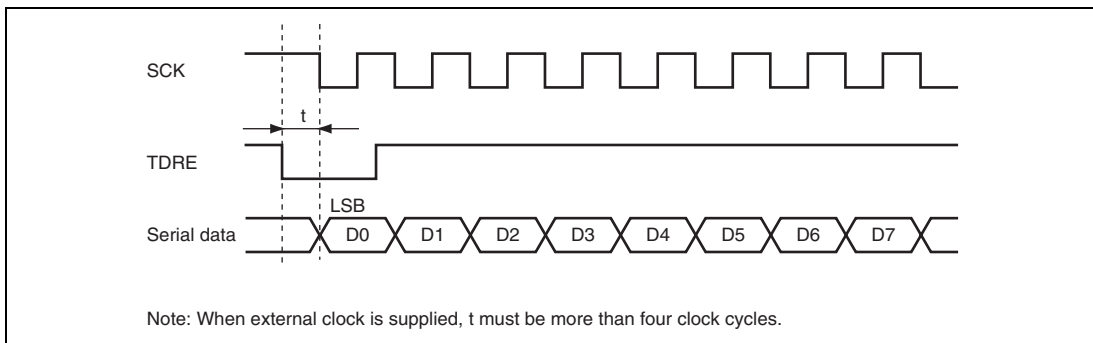 SCK
t
TDRE
LSB
Serial data D0 D1 D2 D3 D4 D5 D6 D7
Note: When external clock is supplied, t must be more than four clock cycles.